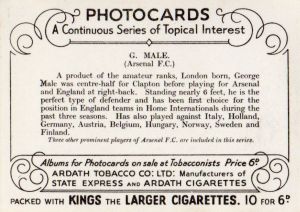 PHOTOCARDS
A Continuous Series of Topical Interest
G. MALE.
(Arsenal F.C.)
A product of the amateur ranks, London born, George
Male was centre-half for Clapton before playing for Arsenal
and England at right-back. Standing nearly 6 feet, he is the
perfect type of defender and has been first choice for the
position in England teams in Home Internationals during the
past three seasons. Has also played against Italy, Holland,
Germany, Austria, Belgium, Hungary, Norway, Sweden and
Finland.
Three other prominent players of Arsenal F.C. are included in this series.
Albums for Photocards on sale at Tobacconists Price 6D
ARDATH TOBACCO CO: LTD: Manufacturers of
STATE EXPRESS AND ARDATH CIGARETTES
PACKED WITH KINGS THE LARGER CIGARETTES. 10 FOR 6D